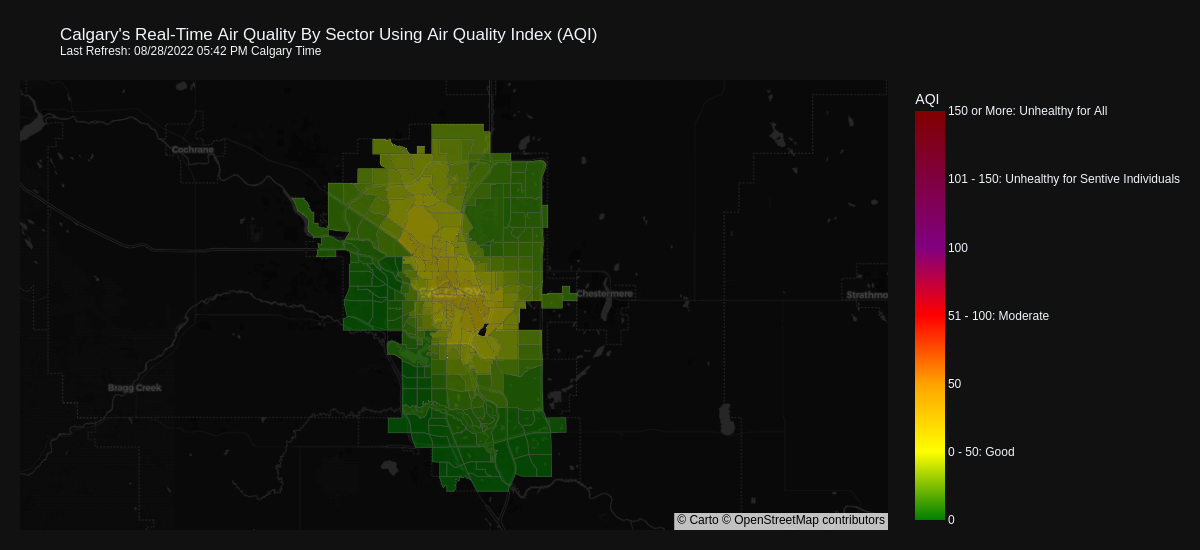 Calgary's Real-Time Air Quality By Sector Using Air Quality Index (AQI)
Last Refresh: 08/28/2022 05:42 PM Calgary Time
AQI
150 or More: Unhealthy for All
Cochrane
101 - 150: Unhealthy for Sentive Individuals
100
Chestermere
Strathmo
51 - 100: Moderate
Bragg Creek
50
0 - 50: Good
© Carto © OpenStreetMap contributors
0